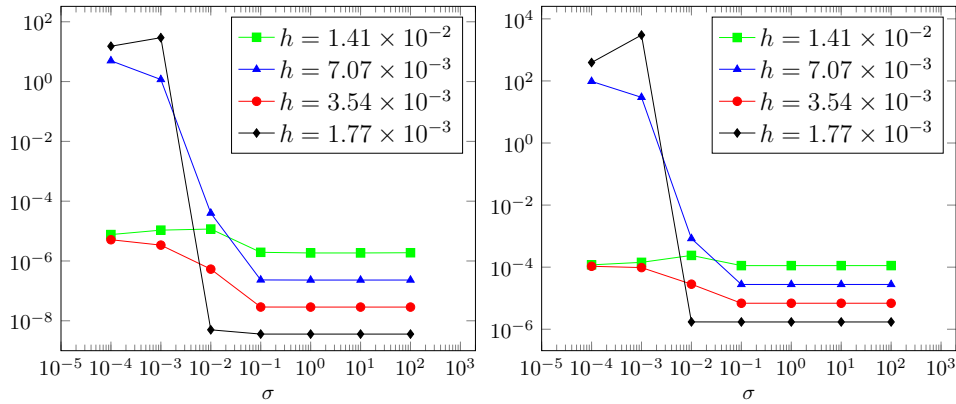 10^2
10^0
10^−2
10^−4
10^−6
10^−8
h = 1.41 × 10^−2
h = 7.07 × 10^−3
h = 3.54 × 10^−3
h = 1.77 × 10^−3
10^−5 10^−4 10^−3 10^−2 10^−1 10^0 10^1 10^2 10^3
σ
10^4
10^2
10^0
10^−2
10^−4
10^−6
h = 1.41 × 10^−2
h = 7.07 × 10^−3
h = 3.54 × 10^−3
h = 1.77 × 10^−3
10^−5 10^−4 10^−3 10^−2 10^−1 10^0 10^1 10^2 10^3
σ